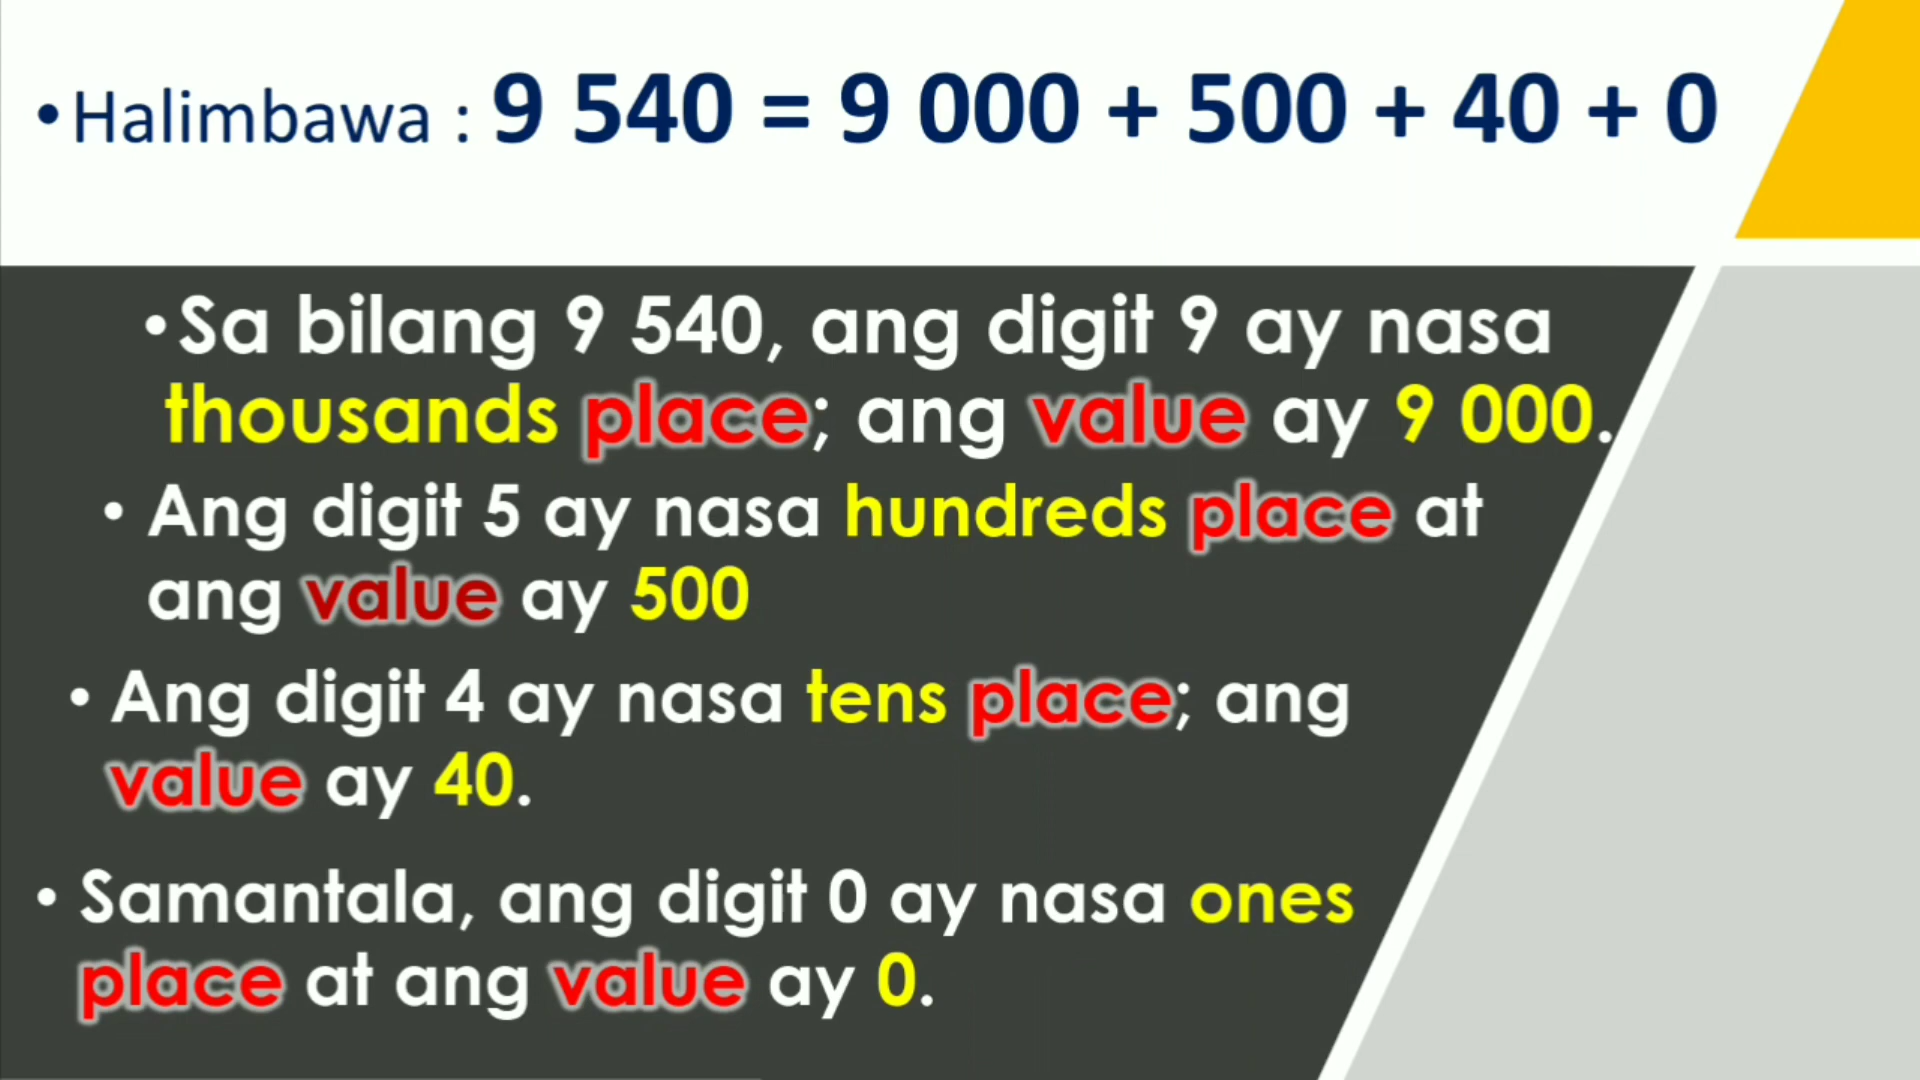 •Halimbawa : 9 540 = 9 000 + 500 + 40 + 0
•Sa bilang 9 540, ang digit 9 ay nasa
thousands place; ang value ay 9 000.
• Ang digit 5 ay nasa hundreds place at
ang value ay 500
• Ang digit 4 ay nasa tens place; ang
value ay 40.
• Samantala, ang digit 0 ay nasa ones
place at ang value ay 0.